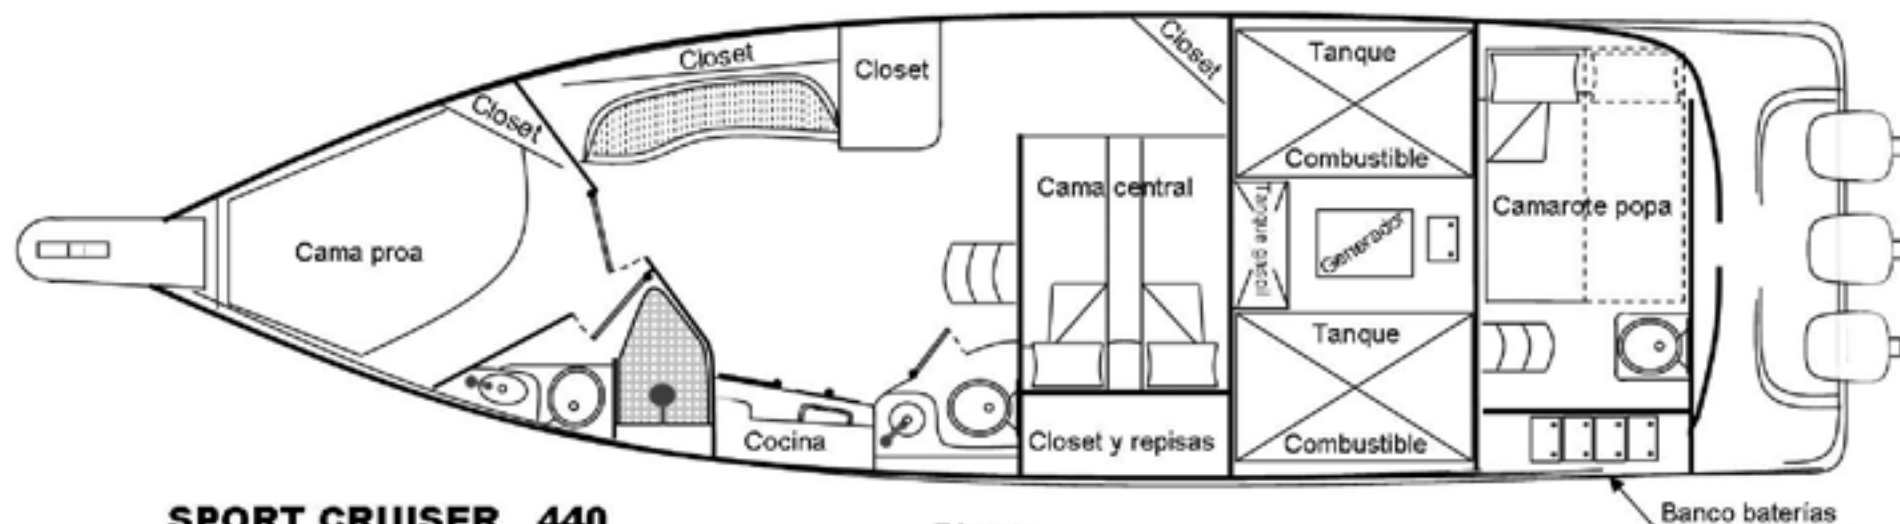 Closet
Closet
Closet
Closet
Tanque
Combustible
Cama proa
Cama central
Tanque gasoil
Generador
Camarote popa
Tanque
Combustible
Cocina
Closet y repisas
Banco baterías
SPORT CRUISER 440